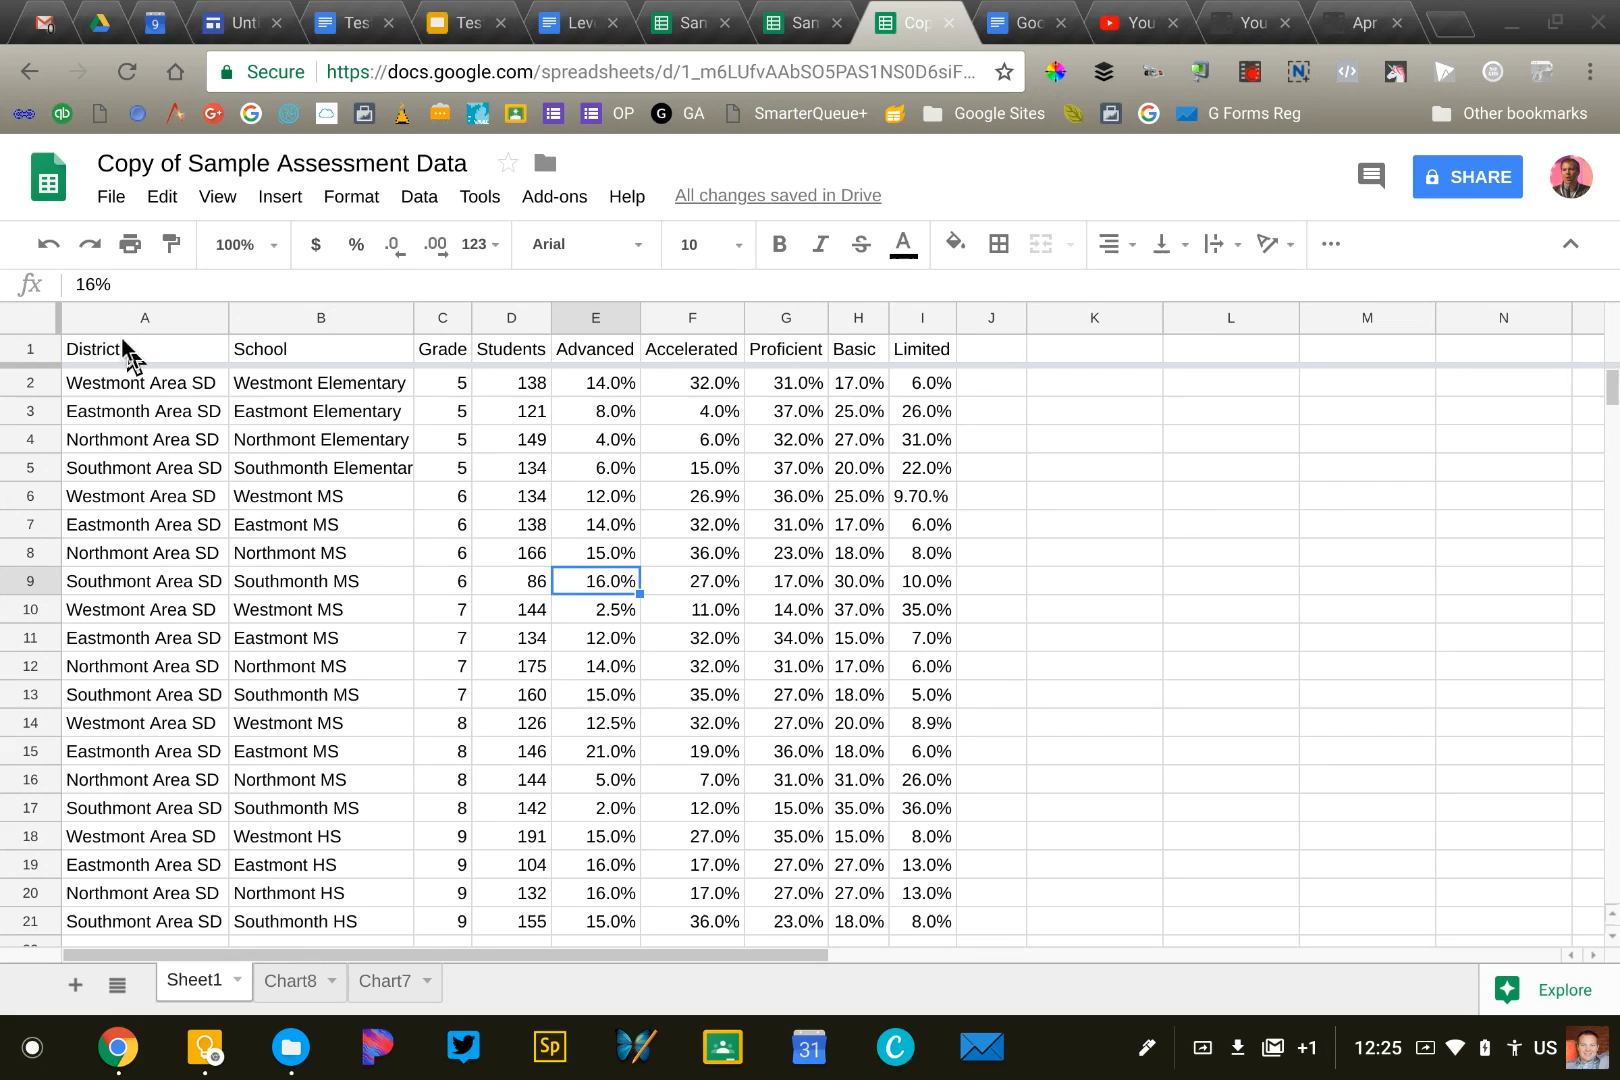 9 Unti Tes Tes Lev San San Cop Goo You You Apr
Secure https://docs.google.com/spreadsheets/d/1_m6LUfvAAbSO5PAS1NS0D6siF...
qb G+ OP G GA SmarterQueue+ Google Sites G Forms Reg Other bookmarks
Copy of Sample Assessment Data
File Edit View Insert Format Data Tools Add-ons Help All changes saved in Drive
SHARE
100% $ % .0 .00 123 Arial 10 B I S A
fx 16%
A B C D E F G H I J K L M N
1 District School Grade Students Advanced Accelerated Proficient Basic Limited
2 Westmont Area SD Westmont Elementary 5 138 14.0% 32.0% 31.0% 17.0% 6.0%
3 Eastmonth Area SD Eastmont Elementary 5 121 8.0% 4.0% 37.0% 25.0% 26.0%
4 Northmont Area SD Northmont Elementary 5 149 4.0% 6.0% 32.0% 27.0% 31.0%
5 Southmont Area SD Southmonth Elementar 5 134 6.0% 15.0% 37.0% 20.0% 22.0%
6 Westmont Area SD Westmont MS 6 134 12.0% 26.9% 36.0% 25.0% 9.70.%
7 Eastmonth Area SD Eastmont MS 6 138 14.0% 32.0% 31.0% 17.0% 6.0%
8 Northmont Area SD Northmont MS 6 166 15.0% 36.0% 23.0% 18.0% 8.0%
9 Southmont Area SD Southmonth MS 6 86 16.0% 27.0% 17.0% 30.0% 10.0%
10 Westmont Area SD Westmont MS 7 144 2.5% 11.0% 14.0% 37.0% 35.0%
11 Eastmonth Area SD Eastmont MS 7 134 12.0% 32.0% 34.0% 15.0% 7.0%
12 Northmont Area SD Northmont MS 7 175 14.0% 32.0% 31.0% 17.0% 6.0%
13 Southmont Area SD Southmonth MS 7 160 15.0% 35.0% 27.0% 18.0% 5.0%
14 Westmont Area SD Westmont MS 8 126 12.5% 32.0% 27.0% 20.0% 8.9%
15 Eastmonth Area SD Eastmont MS 8 146 21.0% 19.0% 36.0% 18.0% 6.0%
16 Northmont Area SD Northmont MS 8 144 5.0% 7.0% 31.0% 31.0% 26.0%
17 Southmont Area SD Southmonth MS 8 142 2.0% 12.0% 15.0% 35.0% 36.0%
18 Westmont Area SD Westmont HS 9 191 15.0% 27.0% 35.0% 15.0% 8.0%
19 Eastmonth Area SD Eastmont HS 9 104 16.0% 17.0% 27.0% 27.0% 13.0%
20 Northmont Area SD Northmont HS 9 132 16.0% 17.0% 27.0% 27.0% 13.0%
21 Southmont Area SD Southmonth HS 9 155 15.0% 36.0% 23.0% 18.0% 8.0%
Sheet1 Chart8 Chart7 Explore
Sp 31 C +1 12:25 US